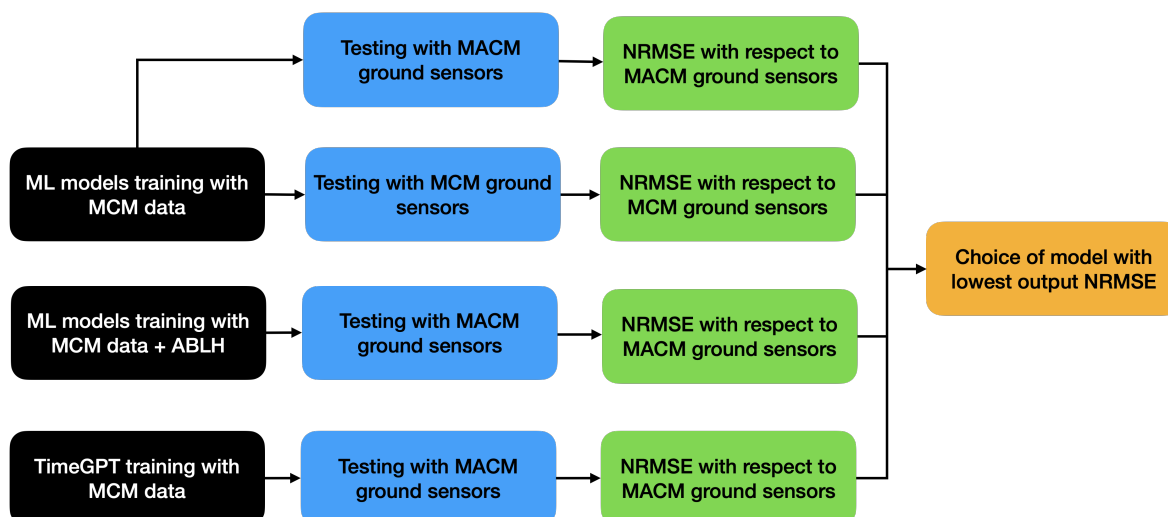 Testing with MACM
ground sensors
NRMSE with respect to
MACM ground sensors
ML models training with
MCM data
Testing with MCM ground
sensors
NRMSE with respect to
MCM ground sensors
Choice of model with
lowest output NRMSE
ML models training with
MCM data + ABLH
Testing with MACM
ground sensors
NRMSE with respect to
MACM ground sensors
TimeGPT training with
MCM data
Testing with MACM
ground sensors
NRMSE with respect to
MACM ground sensors